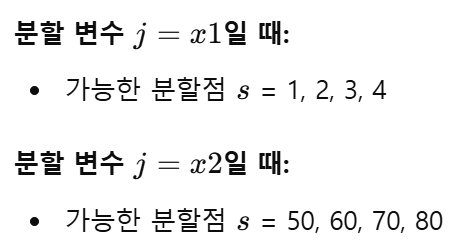 분할 변수 j = x1일 때:
• 가능한 분할점 s = 1, 2, 3, 4
분할 변수 j = x2일 때:
• 가능한 분할점 s = 50, 60, 70, 80